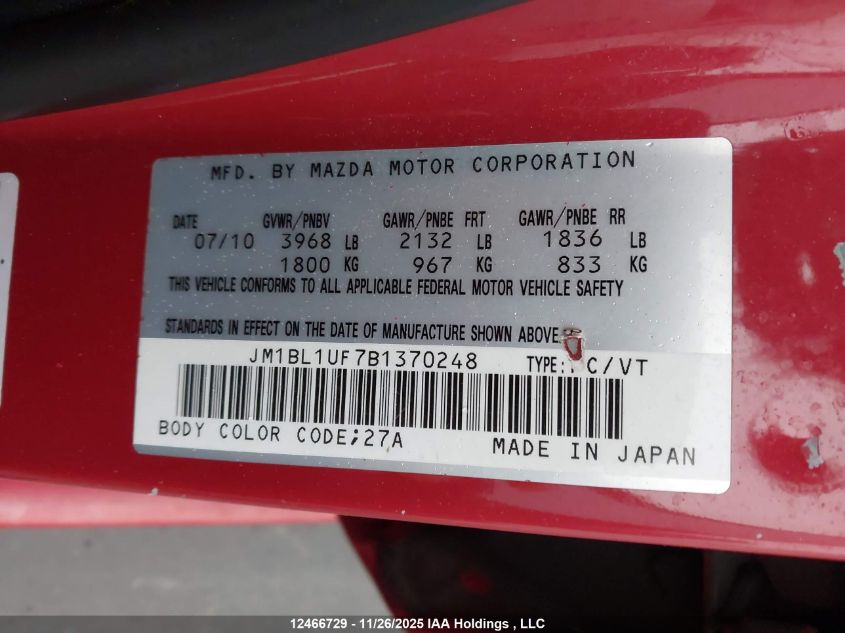 MFD. BY MAZDA MOTOR CORPORATION
DATE GVWR/PNBV GAWR/PNBE FRT GAWR/PNBE RR
07/10 3968 LB 2132 LB 1836 LB
1800 KG 967 KG 833 KG
THIS VEHICLE CONFORMS TO ALL APPLICABLE FEDERAL MOTOR VEHICLE SAFETY
STANDARDS IN EFFECT ON THE DATE OF MANUFACTURE SHOWN ABOVE.
JM1BL1UF7B1370248 TYPE: C/VT
BODY COLOR CODE;27A MADE IN JAPAN
12466729 - 11/26/2025 IAA Holdings , LLC